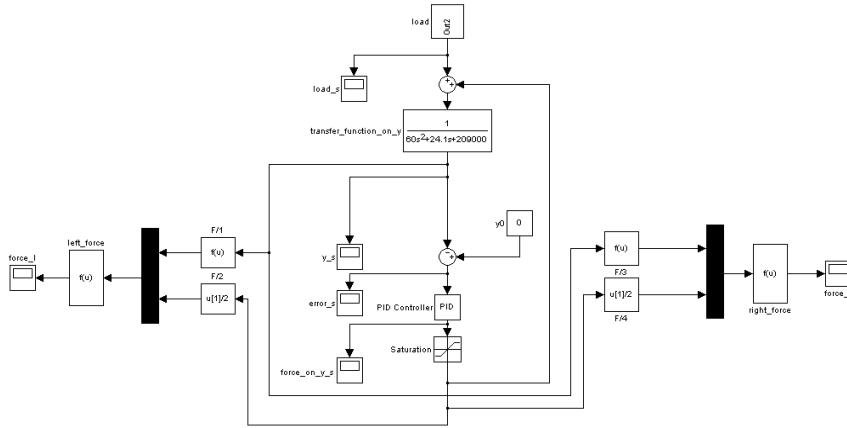 load
Out2
load_s
+
+
transfer_function_on_y
1
60s²+24.1s+209000
y0
0
y_s
-
error_s
PID Controller
PID
Saturation
force_on_y_s
force_l
left_force
f(u)
F/1
f(u)
F/2
u[1]/2
f(u)
F/3
u[1]/2
F/4
f(u)
right_force
force_